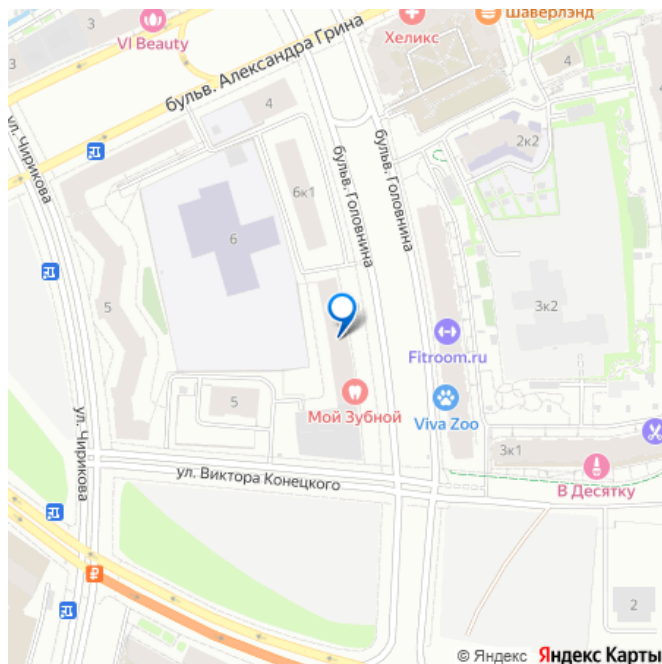 Шаверлэнд
3
VI Beauty
Хеликс
3
бульв. Александра Грина
4
4
2к2
ул. Чирикова
бульв. Головнина
бульв. Головнина
6к1
6
5
3к2
Fitroom.ru
5
Мой Зубной
Viva Zoo
ул. Чирикова
3к1
ул. Виктора Конецкого
В Десятку
₽
2
© Яндекс Яндекс Карты